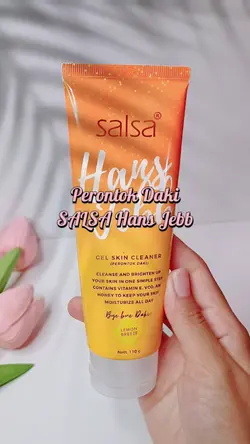 salsa®
Hans
Perontok Daki
SALSA Hans Jebb
GEL SKIN CLEANER
(PERONTOK DAKI)
CLEANSE AND BRIGHTEN UP
YOUR SKIN IN ONE SIMPLE STEP
CONTAINS VITAMIN E, VCO, AND
HONEY TO KEEP YOUR SKIN
MOISTURIZE ALL DAY
Bye bye Daki
LEMON
Nett. 110